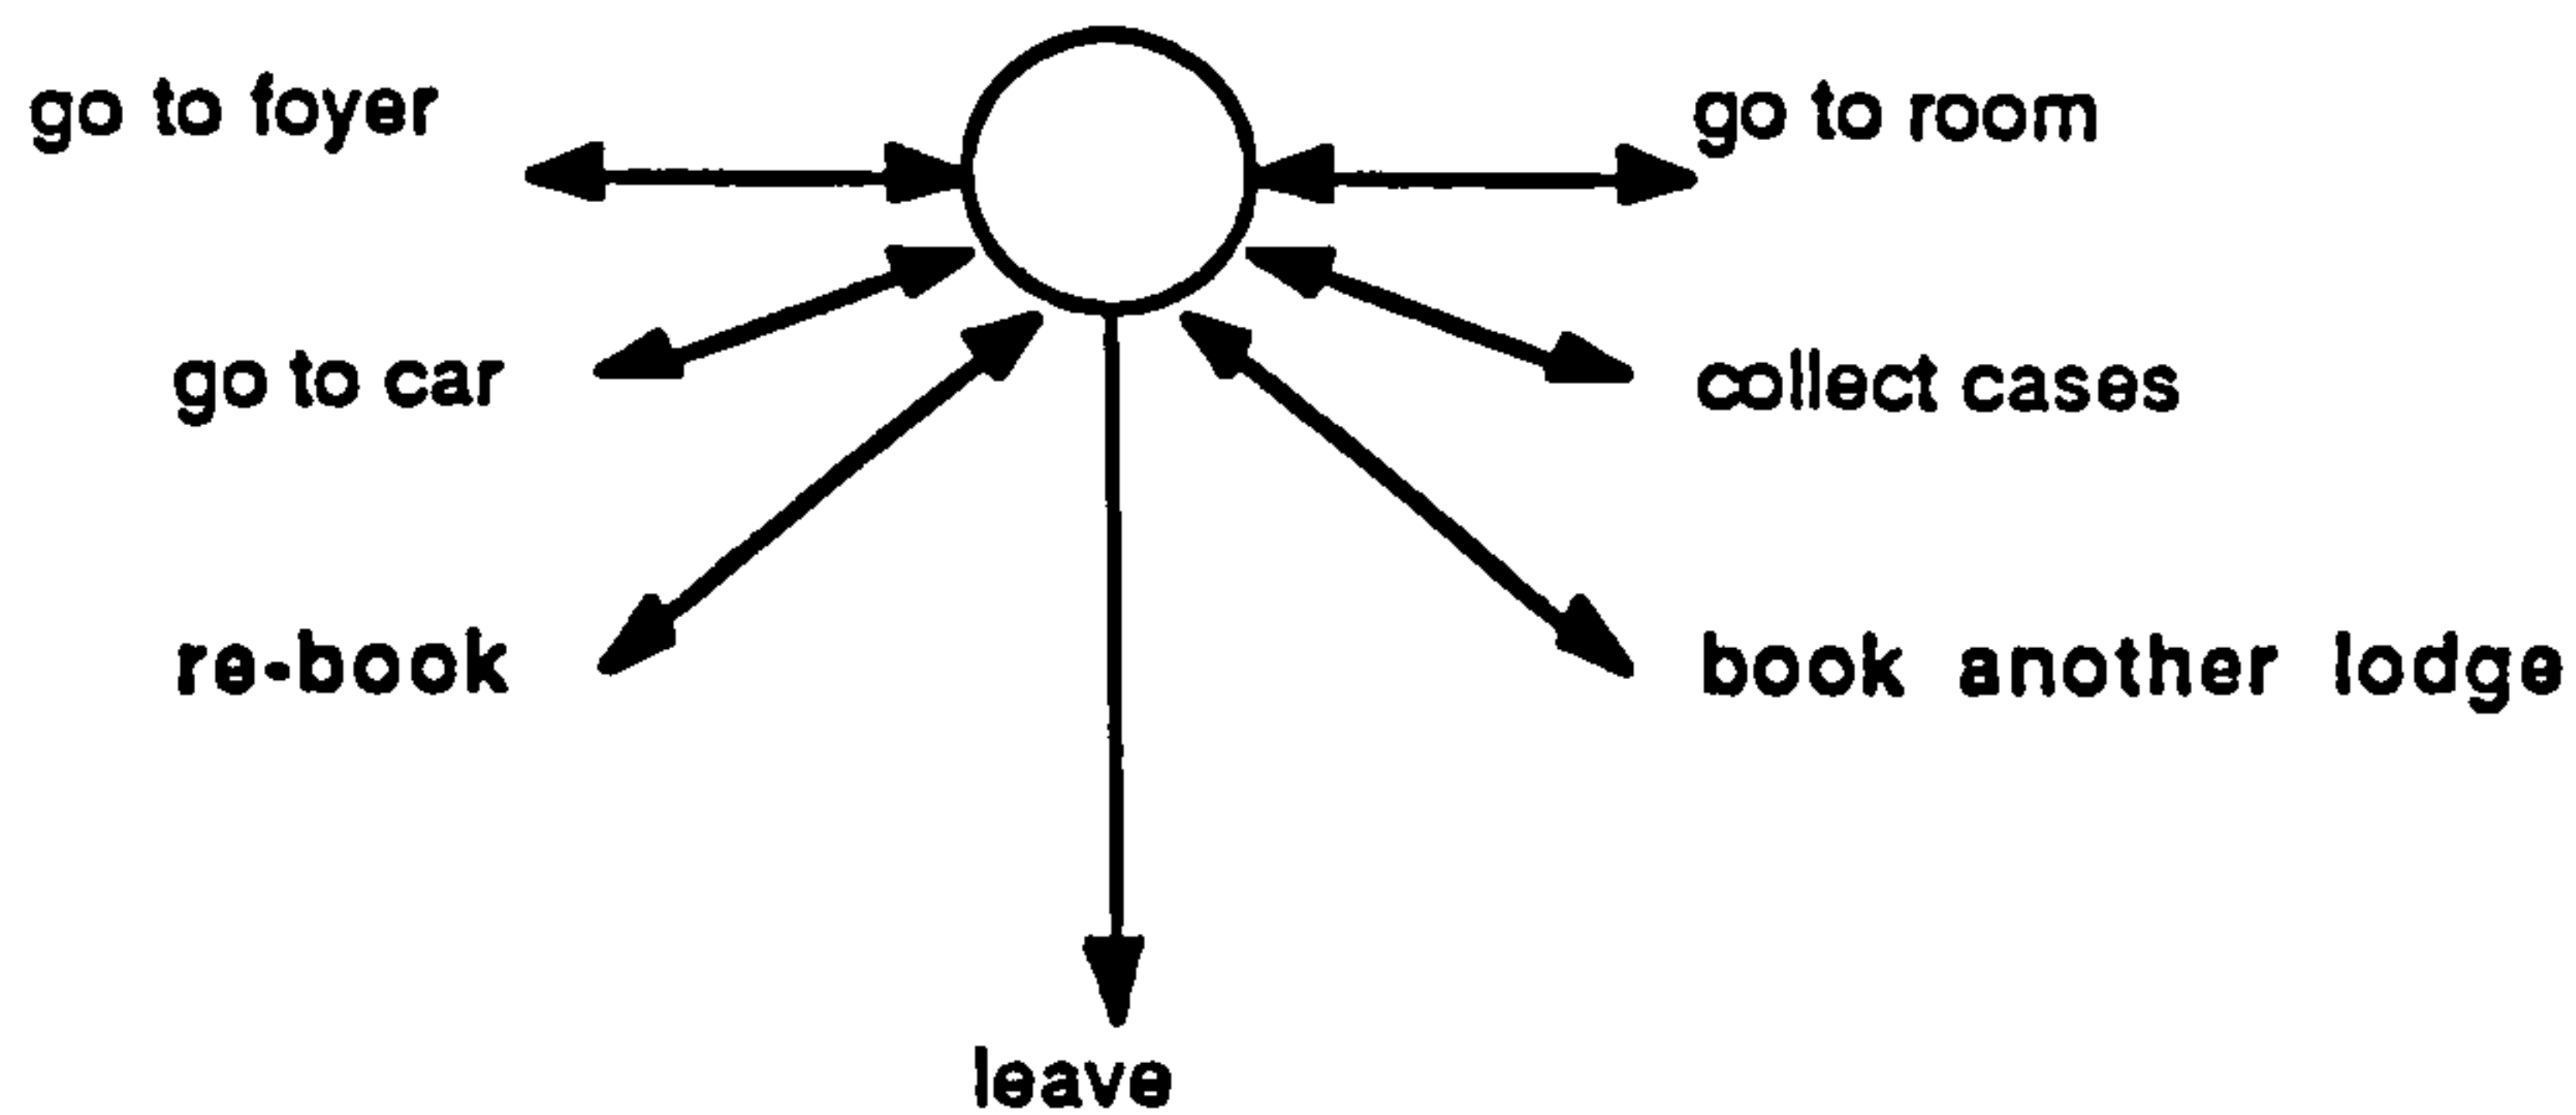 go to foyer
go to room
go to car
collect cases
re-book
book another lodge
leave